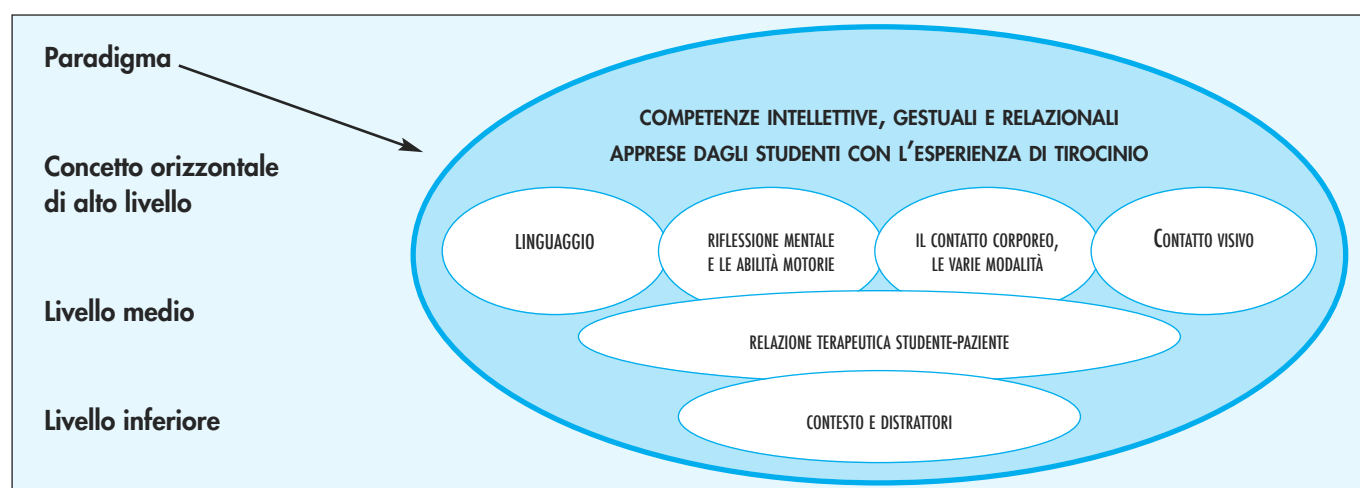 Paradigma
COMPETENZE INTELLETTIVE, GESTUALI E RELAZIONALI
APPRESE DAGLI STUDENTI CON L'ESPERIENZA DI TIROCINIO
Concetto orizzontale
di alto livello
LINGUAGGIO
RIFLESSIONE MENTALE
E LE ABILITÀ MOTORIE
IL CONTATTO CORPOREO,
LE VARIE MODALITÀ
CONTATTO VISIVO
Livello medio
RELAZIONE TERAPEUTICA STUDENTE-PAZIENTE
Livello inferiore
CONTESTO E DISTRATTORI